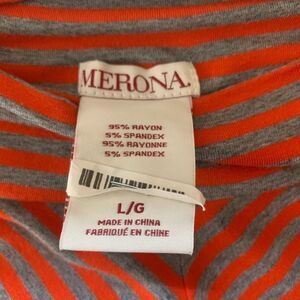 MERONA.
95% RAYON
5% SPANDEX
95% RAYONNE
5% SPANDEX
L/G
MADE IN CHINA
FABRIQUÉ EN CHINE